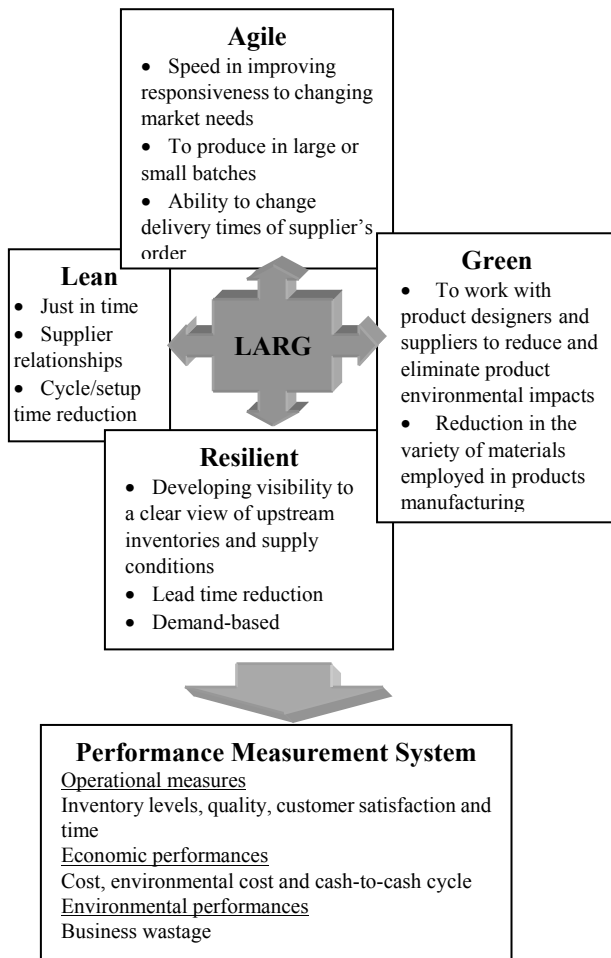 Agile
• Speed in improving
responsiveness to changing
market needs
• To produce in large or
small batches
• Ability to change
delivery times of supplier's
order
Lean
• Just in time
• Supplier
relationships
• Cycle/setup
time reduction
LARG
Green
• To work with
product designers and
suppliers to reduce and
eliminate product
environmental impacts
• Reduction in the
variety of materials
employed in products
manufacturing
Resilient
• Developing visibility to
a clear view of upstream
inventories and supply
conditions
• Lead time reduction
• Demand-based
Performance Measurement System
Operational measures
Inventory levels, quality, customer satisfaction and
time
Economic performances
Cost, environmental cost and cash-to-cash cycle
Environmental performances
Business wastage